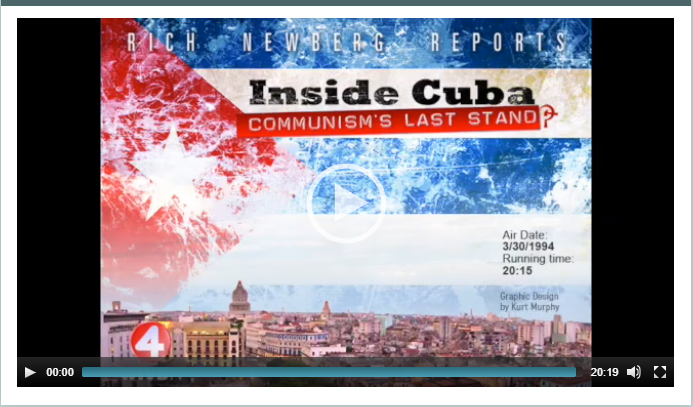 RICH NEWBERG REPORTS
Inside Cuba
COMMUNISM'S LAST STAND?
Air Date:
3/30/1994
Running time:
20:15
Graphic Design
by Kurt Murphy
4
00:00
20:19